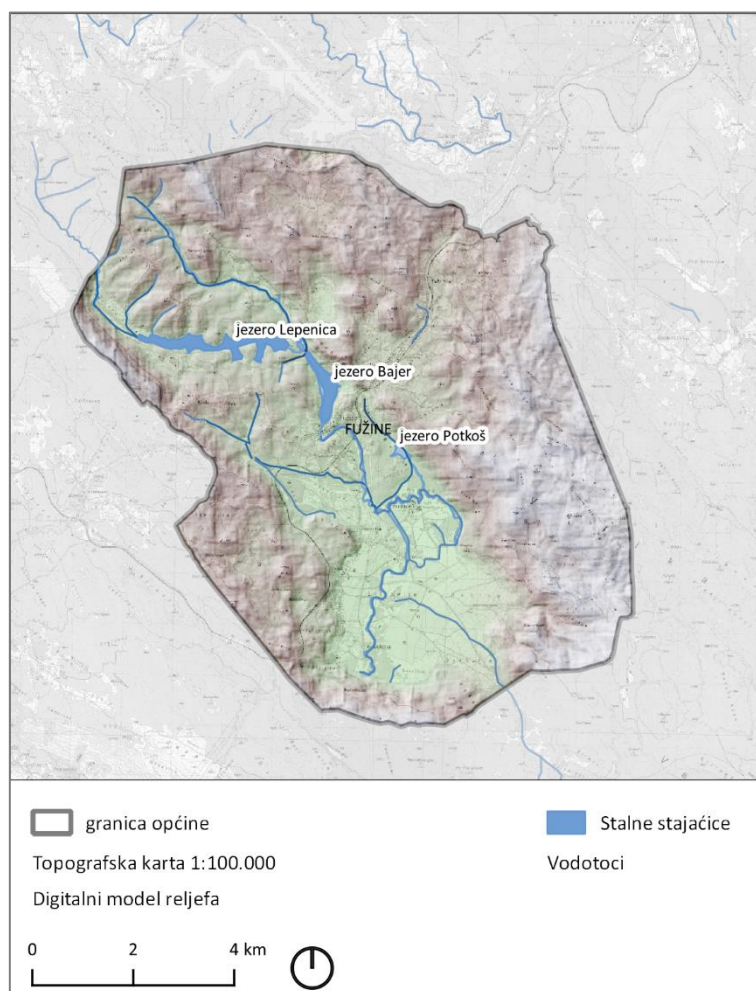 jezero Lepenica
jezero Bajer
FUŽINE
jezero Potkoš
granica općine
Stalne stajaćice
Topografska karta 1:100.000
Vodotoci
Digitalni model reljefa
0 2 4 km